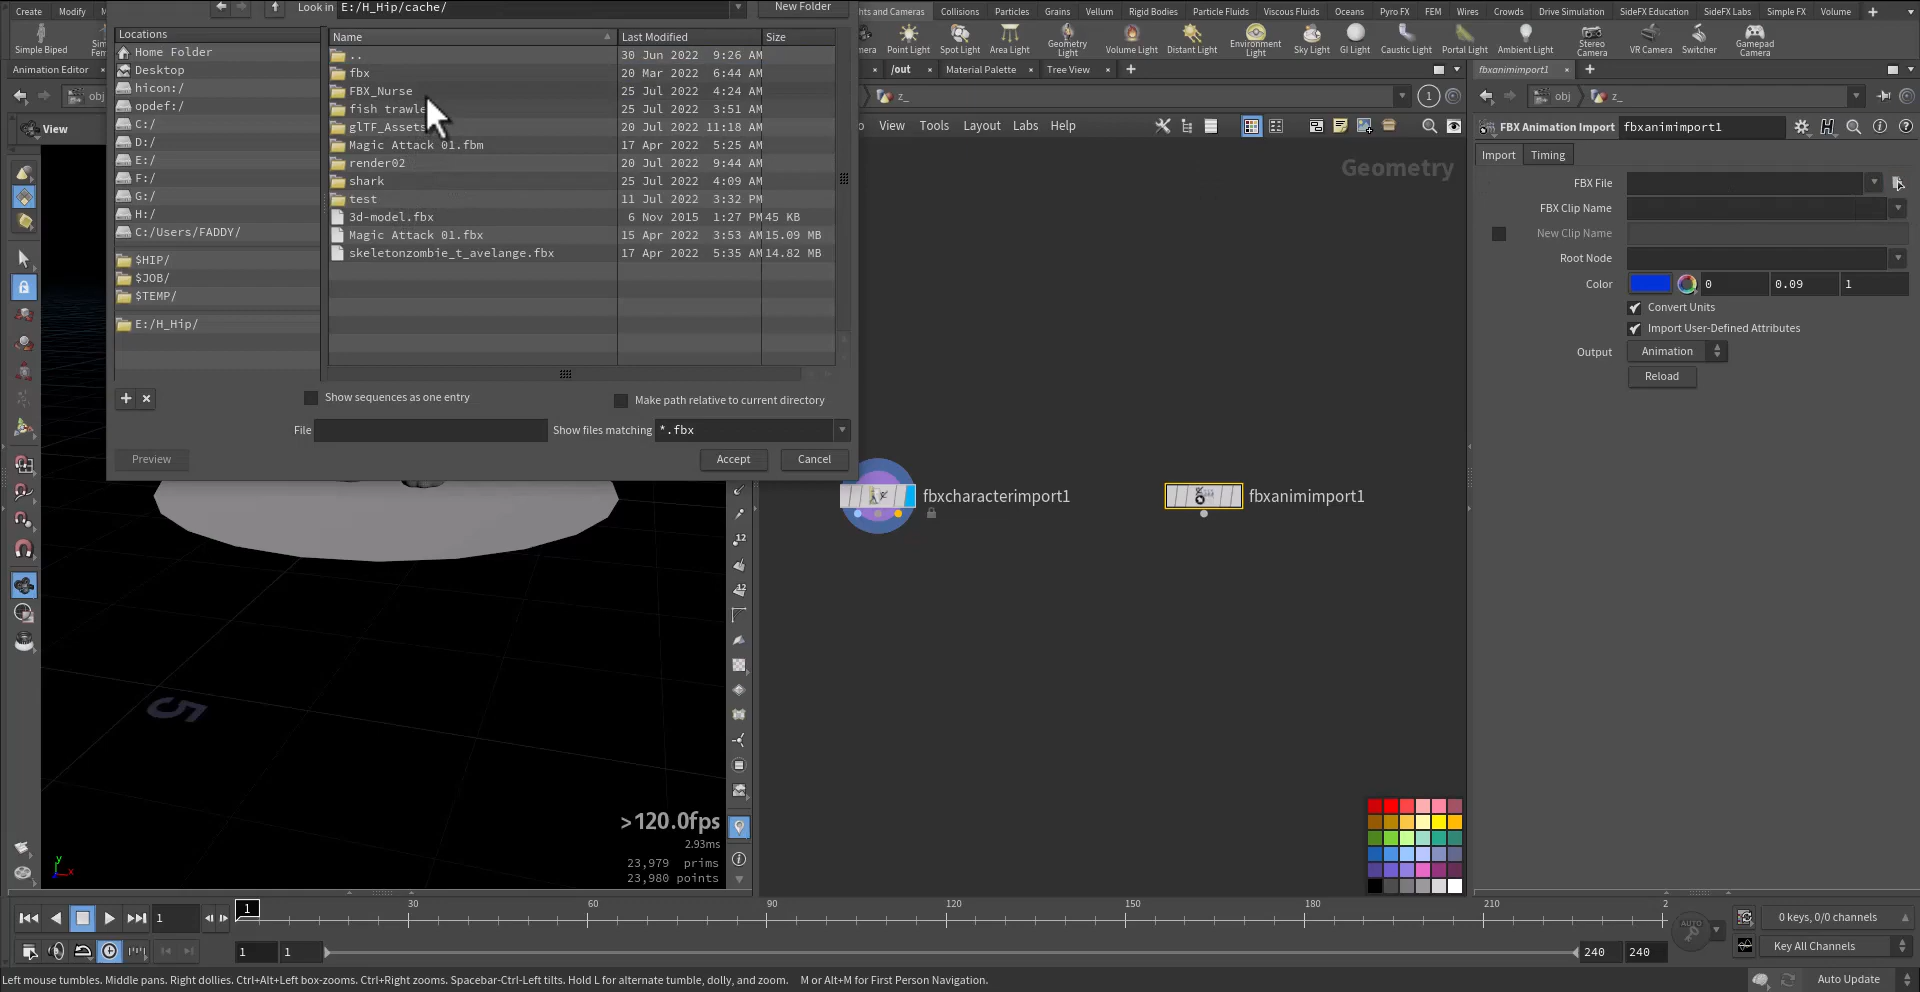 Create
Modify
Look in
E:/H_Hip/cache/
New Folder
hts and Cameras
Collisions
Particles
Grains
Vellum
Rigid Bodies
Particle Fluids
Viscous Fluids
Oceans
Pyro FX
FEM
Wires
Crowds
Drive Simulation
SideFX Education
SideFX Labs
Simple FX
Volume
Simple Biped
Point Light
Spot Light
Area Light
Geometry Light
Volume Light
Distant Light
Environment Light
Sky Light
GI Light
Caustic Light
Portal Light
Ambient Light
Stereo Camera
VR Camera
Switcher
Gamepad Camera
Animation Editor
/out
Material Palette
Tree View
fbxanimimport1
obj
z_
1
obj
z_
View
View
Tools
Layout
Labs
Help
Locations
Home Folder
Desktop
hicon:/
opdef:/
C:/
D:/
E:/
F:/
G:/
H:/
C:/Users/FADDY/
$HIP/
$JOB/
$TEMP/
E:/H_Hip/
Name
Last Modified
Size
.. 30 Jun 2022 9:26 AM
fbx 20 Mar 2022 6:44 AM
FBX_Nurse 25 Jul 2022 4:24 AM
fish trawle 25 Jul 2022 3:51 AM
glTF_Assets 20 Jul 2022 11:18 AM
Magic Attack 01.fbm 17 Apr 2022 5:25 AM
render02 20 Jul 2022 9:44 AM
shark 25 Jul 2022 4:09 AM
test 11 Jul 2022 3:32 PM
3d-model.fbx 6 Nov 2015 1:27 PM 45 KB
Magic Attack 01.fbx 15 Apr 2022 3:53 AM 15.09 MB
skeletonzombie_t_avelange.fbx 17 Apr 2022 5:35 AM 14.82 MB
Show sequences as one entry
Make path relative to current directory
File
Show files matching
*.fbx
Preview
Accept
Cancel
Geometry
fbxcharacterimport1
fbxanimimport1
FBX Animation Import
fbxanimimport1
Import
Timing
FBX File
FBX Clip Name
New Clip Name
Root Node
Color
0
0.09
1
Convert Units
Import User-Defined Attributes
Output
Animation
Reload
5
>120.0fps
2.93ms
23,979 prims
23,980 points
y
x
1
1
30
60
90
120
150
180
210
2
AUTO
0 keys, 0/0 channels
1
1
240
240
Key All Channels
Left mouse tumbles. Middle pans. Right dollies. Ctrl+Alt+Left box-zooms. Ctrl+Right zooms. Spacebar-Ctrl-Left tilts. Hold L for alternate tumble, dolly, and zoom. M or Alt+M for First Person Navigation.
Auto Update